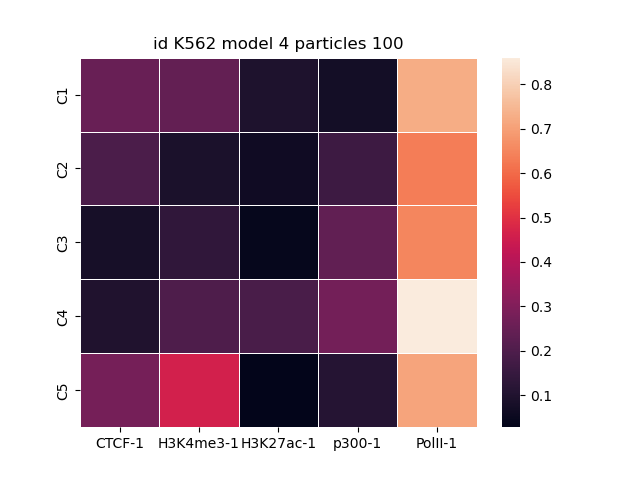 id K562 model 4 particles 100
C1
C2
C3
C4
C5
CTCF-1
H3K4me3-1
H3K27ac-1
p300-1
PolII-1
0.8
0.7
0.6
0.5
0.4
0.3
0.2
0.1